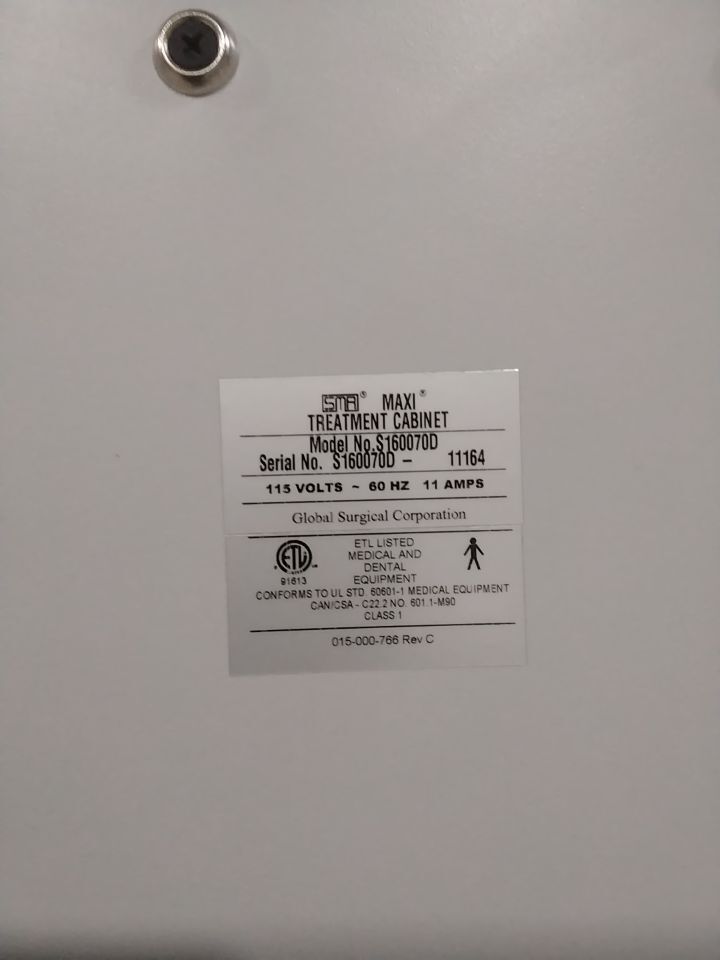 SMR® MAXI®
TREATMENT CABINET
Model No.S160070D
Serial No. S160070D - 11164
115 VOLTS ~ 60 HZ 11 AMPS
Global Surgical Corporation
ETL LISTED
MEDICAL AND
DENTAL
EQUIPMENT
ETL
91613
CONFORMS TO UL STD. 60601-1 MEDICAL EQUIPMENT
CAN/CSA - C22.2 NO. 601.1-M90
CLASS 1
015-000-766 Rev C